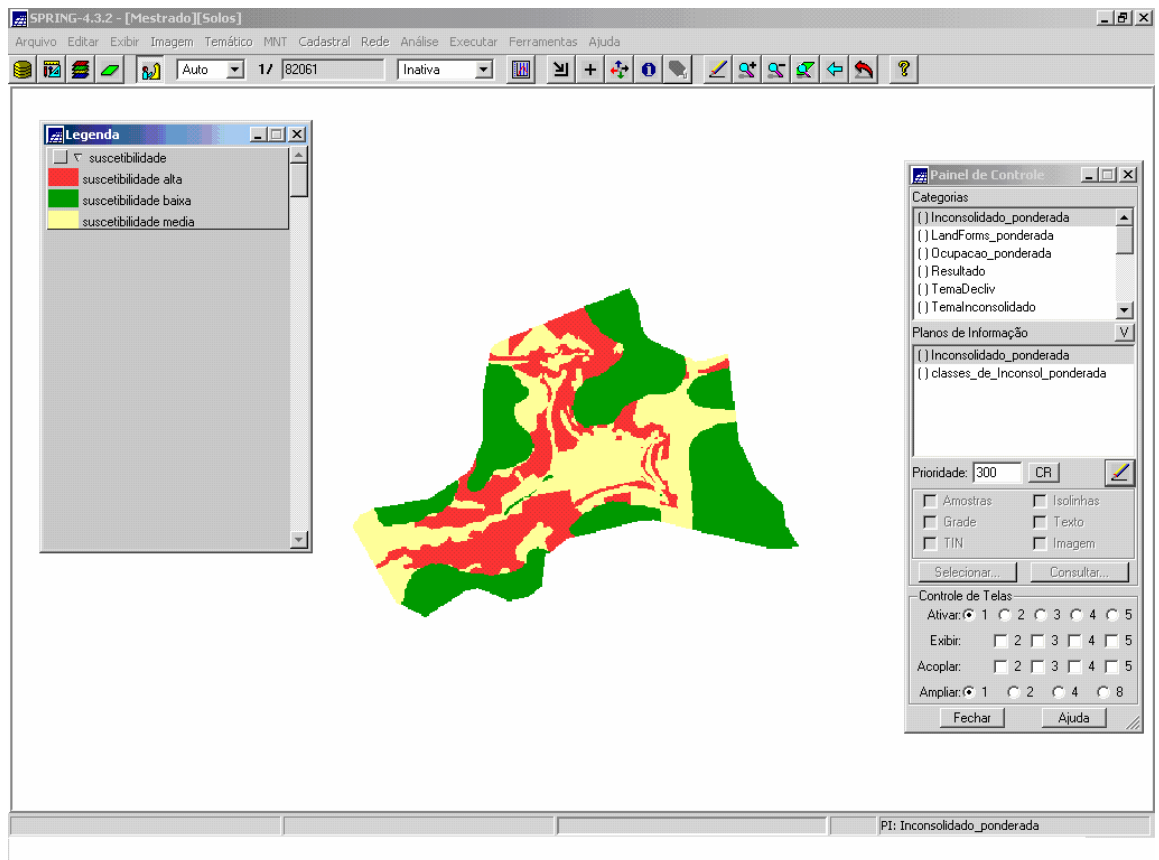 SPRING-4.3.2 - [Mestrado][Solos]
Arquivo Editar Exibir Imagem Temático MNT Cadastral Rede Análise Executar Ferramentas Ajuda
Auto 1/ 82061 Inativa
Legenda
suscetibilidade
suscetibilidade alta
suscetibilidade baixa
suscetibilidade media
Painel de Controle
Categorias
( ) Inconsolidado_ponderada
( ) LandForms_ponderada
( ) Ocupacao_ponderada
( ) Resultado
( ) TemaDecliv
( ) TemaInconsolidado
Planos de Informação V
( ) Inconsolidado_ponderada
( ) classes_de_Inconsol_ponderada
Prioridade: 300 CR
Amostras Isolinhas
Grade Texto
TIN Imagem
Selecionar... Consultar...
Controle de Telas
Ativar: 1 2 3 4 5
Exibir: 2 3 4 5
Acoplar: 2 3 4 5
Ampliar: 1 2 4 8
Fechar Ajuda
PI: Inconsolidado_ponderada